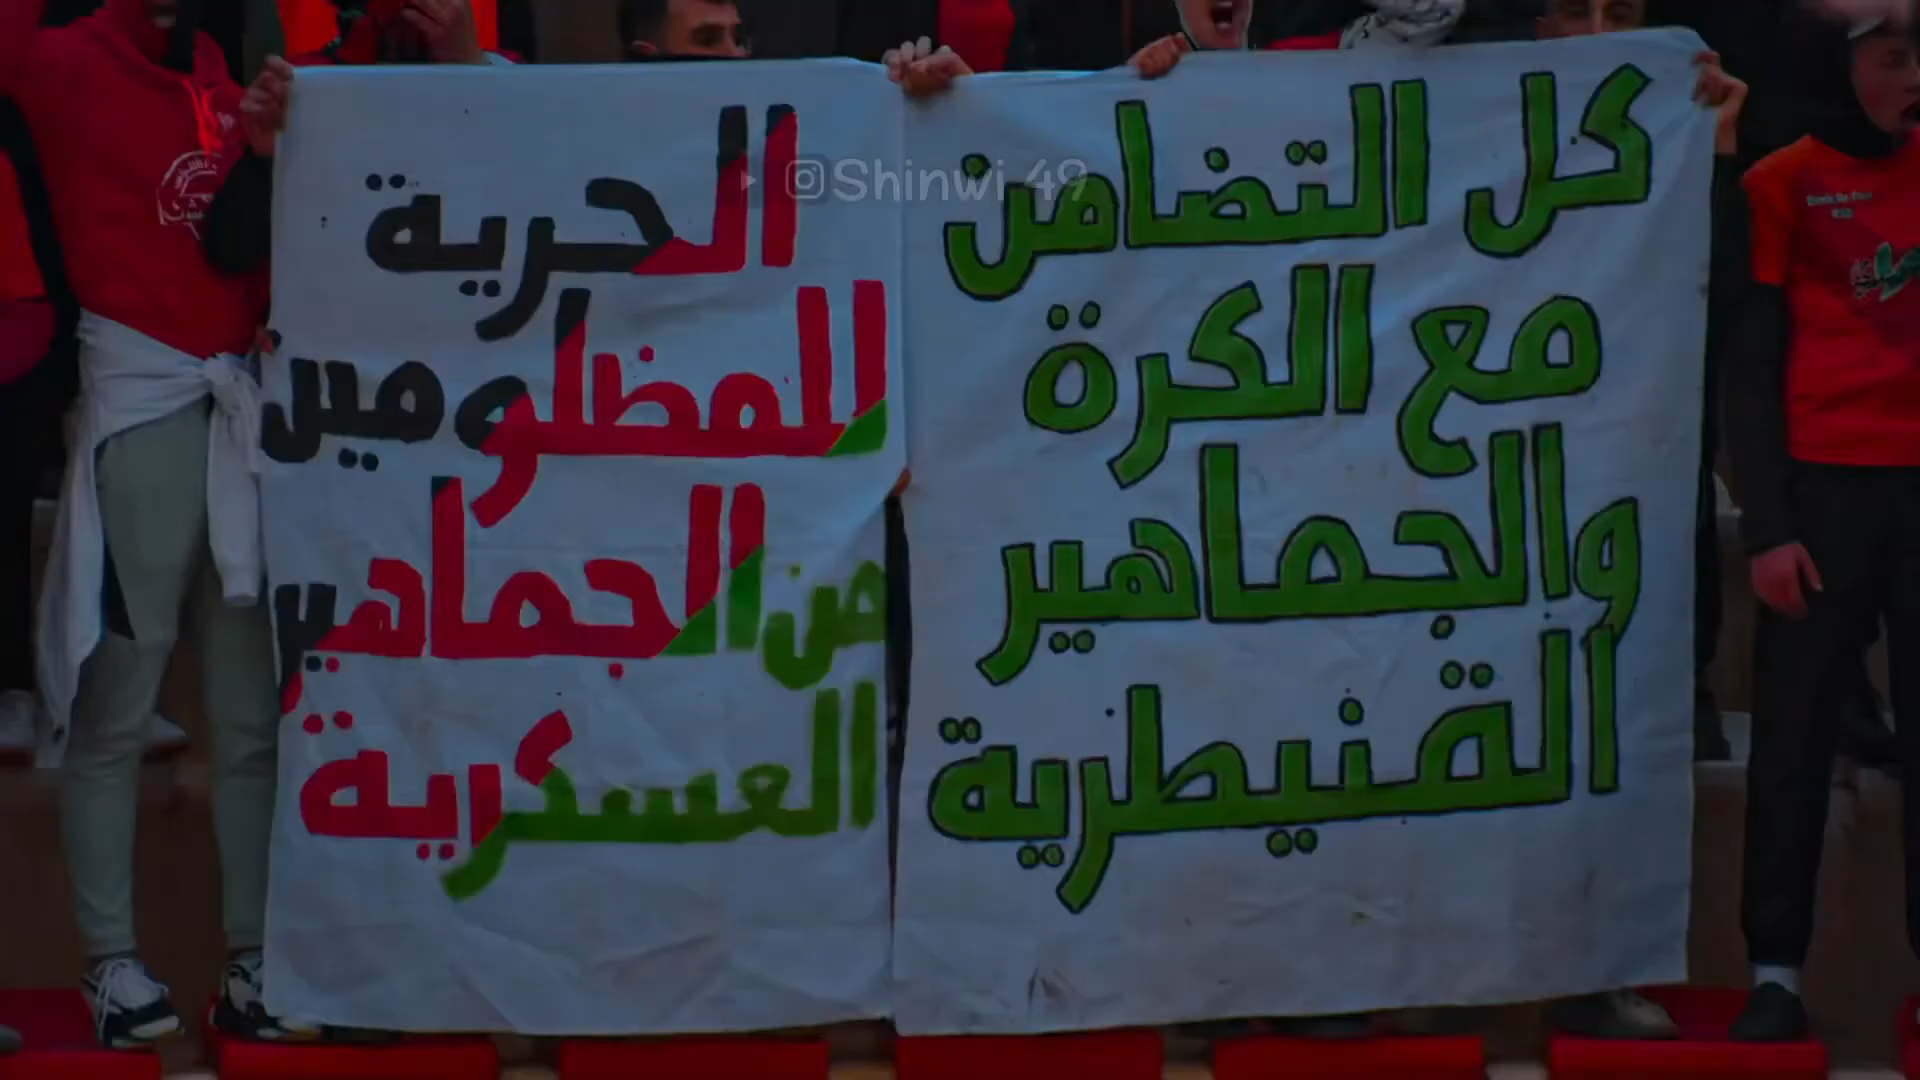 كل التضامن
مع الكرة
والجماهير
القنيطرية
الحرية
للمظلومين
من الجماهير
العسكرية
Shinwi 49